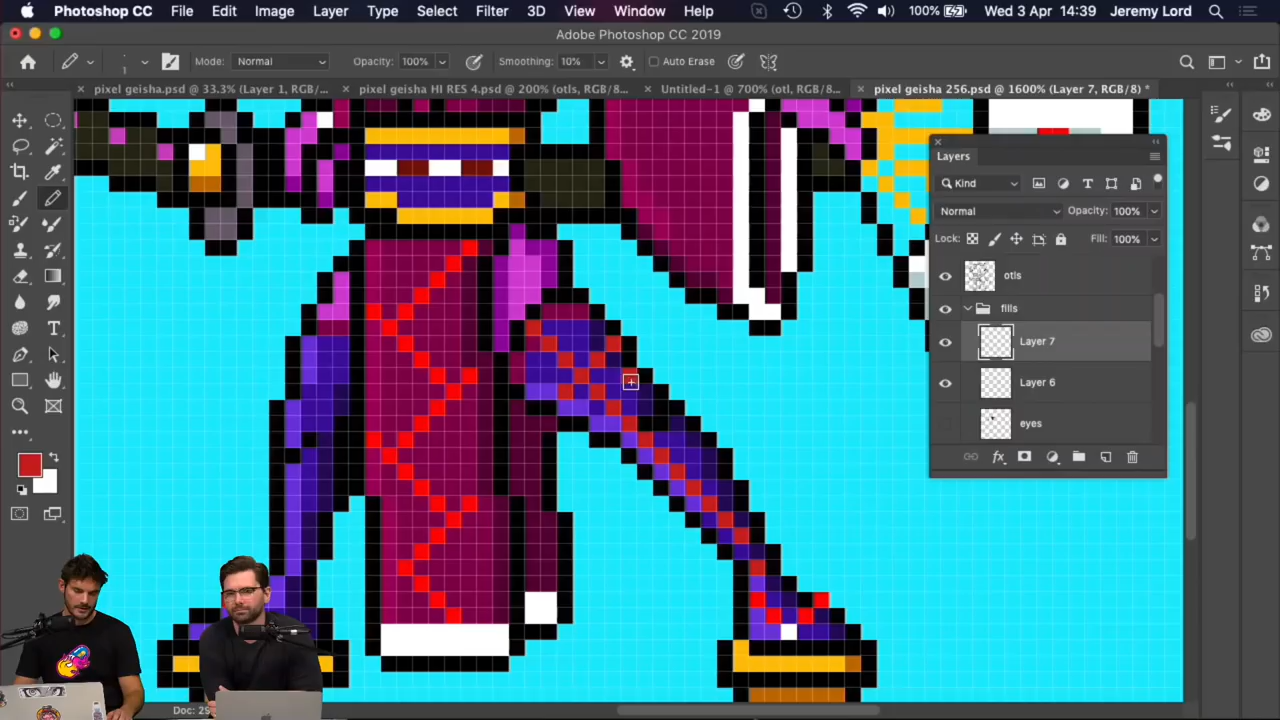 Photoshop CC File Edit Image Layer Type Select Filter 3D View Window Help 100% Wed 3 Apr 14:39 Jeremy Lord
Adobe Photoshop CC 2019
1 Mode: Normal Opacity: 100% Smoothing: 10% Auto Erase
pixel geisha.psd @ 33.3% (Layer 1, RGB/... pixel geisha HI RES 4.psd @ 200% (otls, RGB/8)... Untitled-1 @ 700% (otl, RGB/8... pixel geisha 256.psd @ 1600% (Layer 7, RGB/8) *
Layers
Kind
Normal Opacity: 100%
Lock: Fill: 100%
otls
fills
Layer 7
Layer 6
eyes
fx